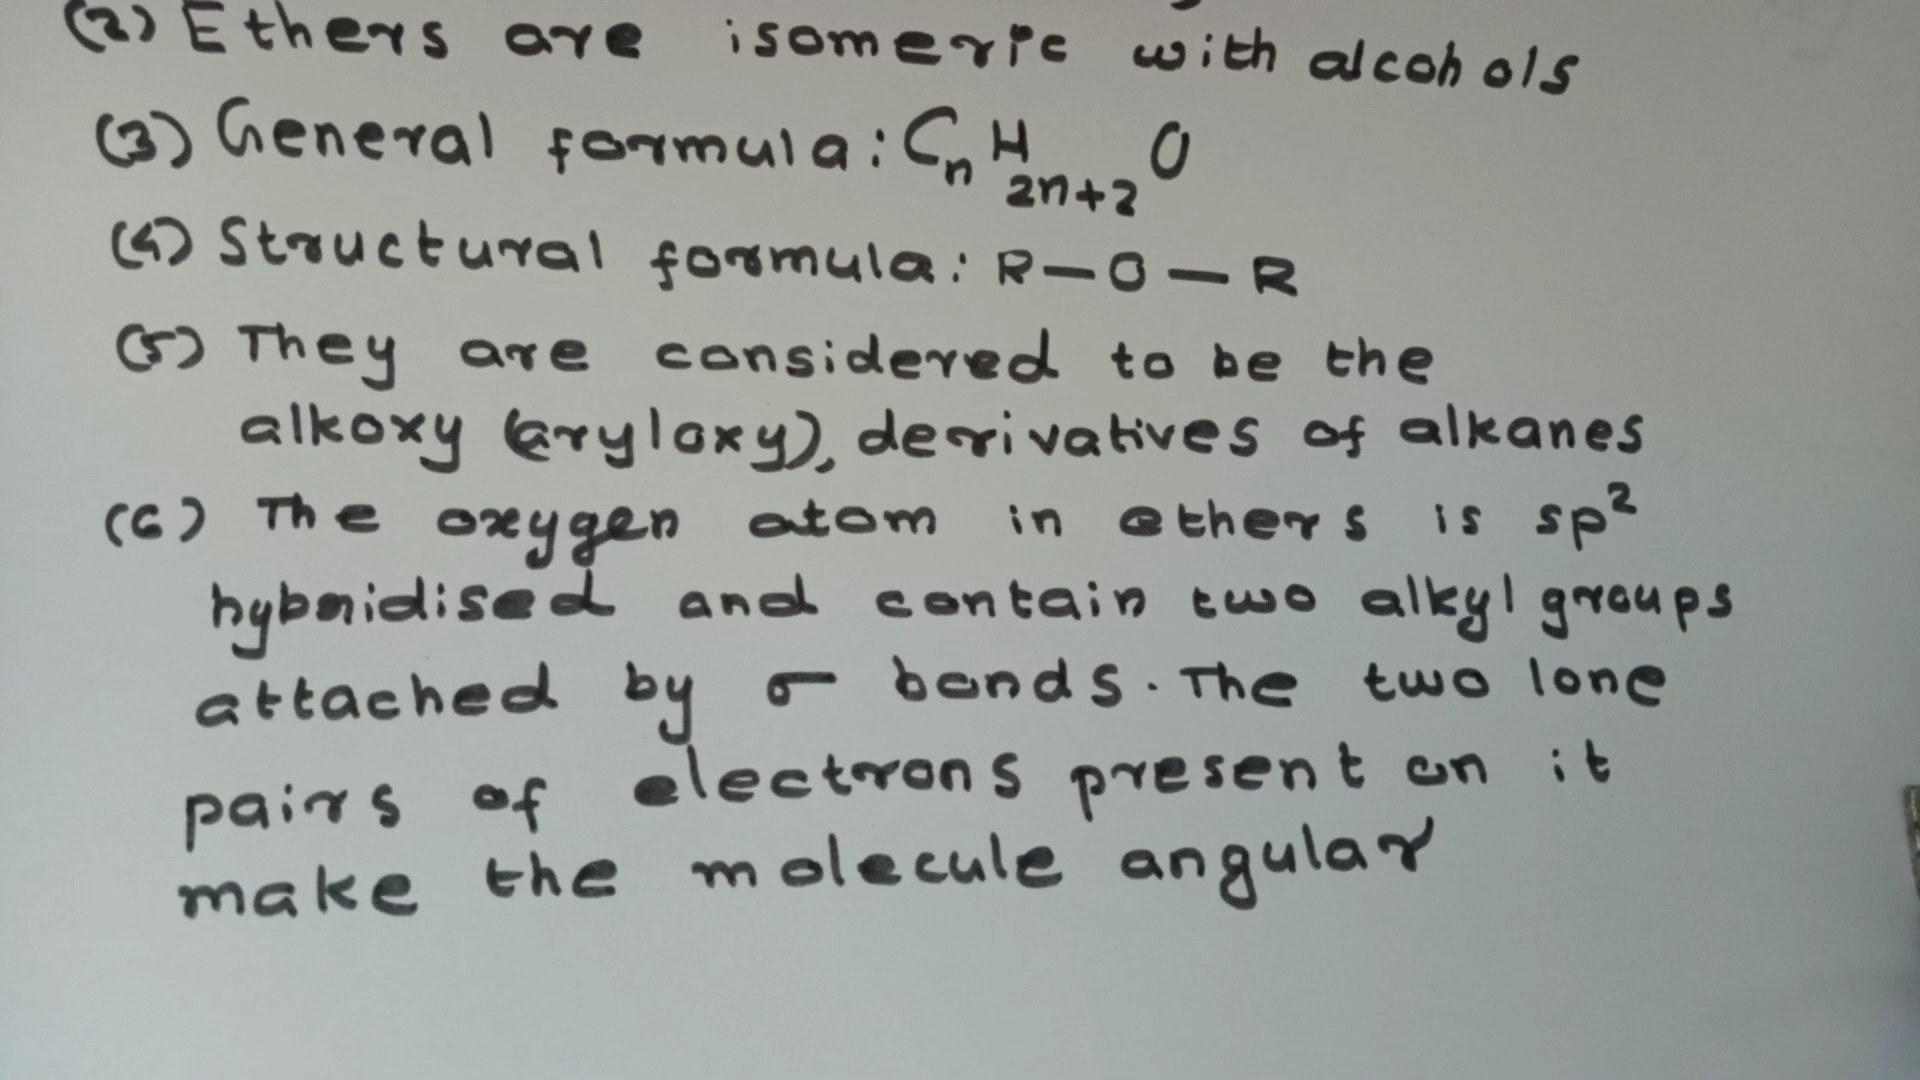 (2) Ethers are isomeric with alcohols
(3) General formula: CnH2n+2O
(4) Structural formula: R-O-R
(5) They are considered to be the
alkoxy (aryloxy), derivatives of alkanes
(6) The oxygen atom in ethers is sp²
hybridised and contain two alkyl groups
attached by σ bonds. The two lone
pairs of electrons present on it
make the molecule angular